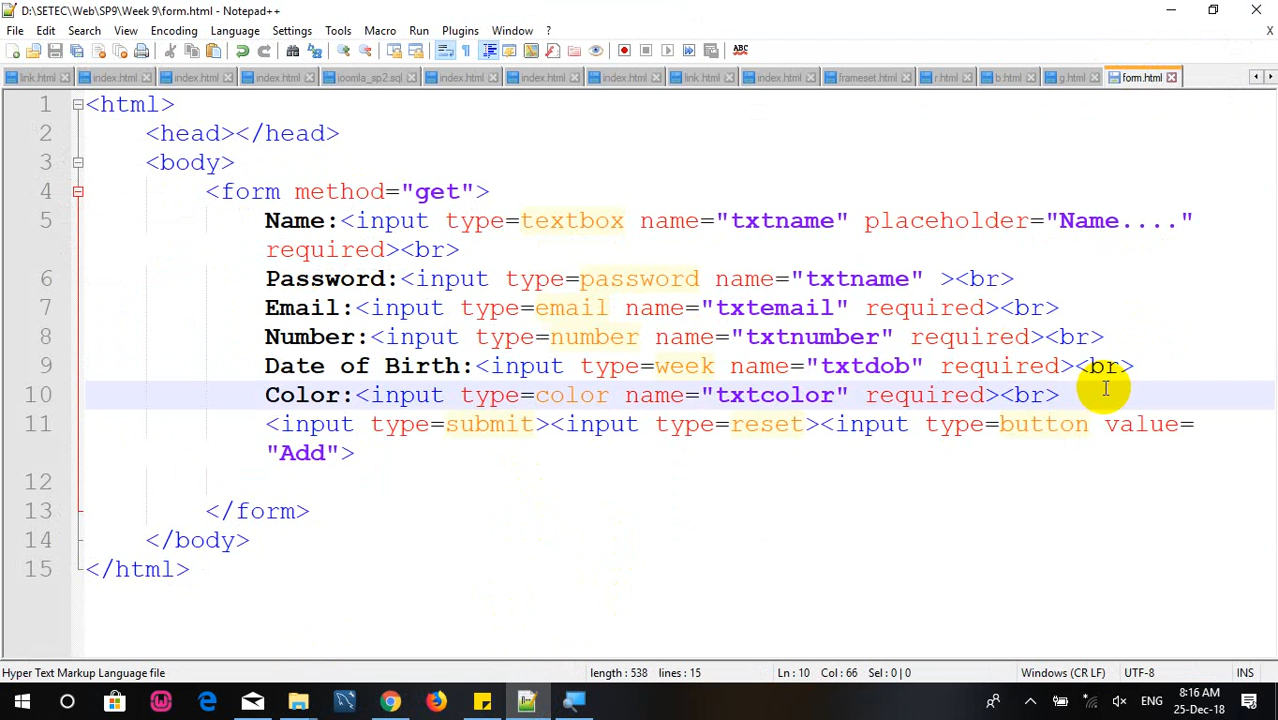 D:\SETEC\Web\SP9\Week 9\form.html - Notepad++
File Edit Search View Encoding Language Settings Tools Macro Run Plugins Window ? X
link.html index.html index.html index.html joomla_sp2.sql index.html index.html index.html link.html index.html frameset.html r.html b.html g.html form.html
1 <html>
2 <head></head>
3 <body>
4 <form method="get">
5 Name:<input type=textbox name="txtname" placeholder="Name...."
required><br>
6 Password:<input type=password name="txtname" ><br>
7 Email:<input type=email name="txtemail" required><br>
8 Number:<input type=number name="txtnumber" required><br>
9 Date of Birth:<input type=week name="txtdob" required><br>
10 Color:<input type=color name="txtcolor" required><br>
11 <input type=submit><input type=reset><input type=button value=
"Add">
12
13 </form>
14 </body>
15 </html>
Hyper Text Markup Language file length : 538 lines : 15 Ln : 10 Col : 66 Sel : 0 | 0 Windows (CR LF) UTF-8 INS
ENG 8:16 AM
25-Dec-18